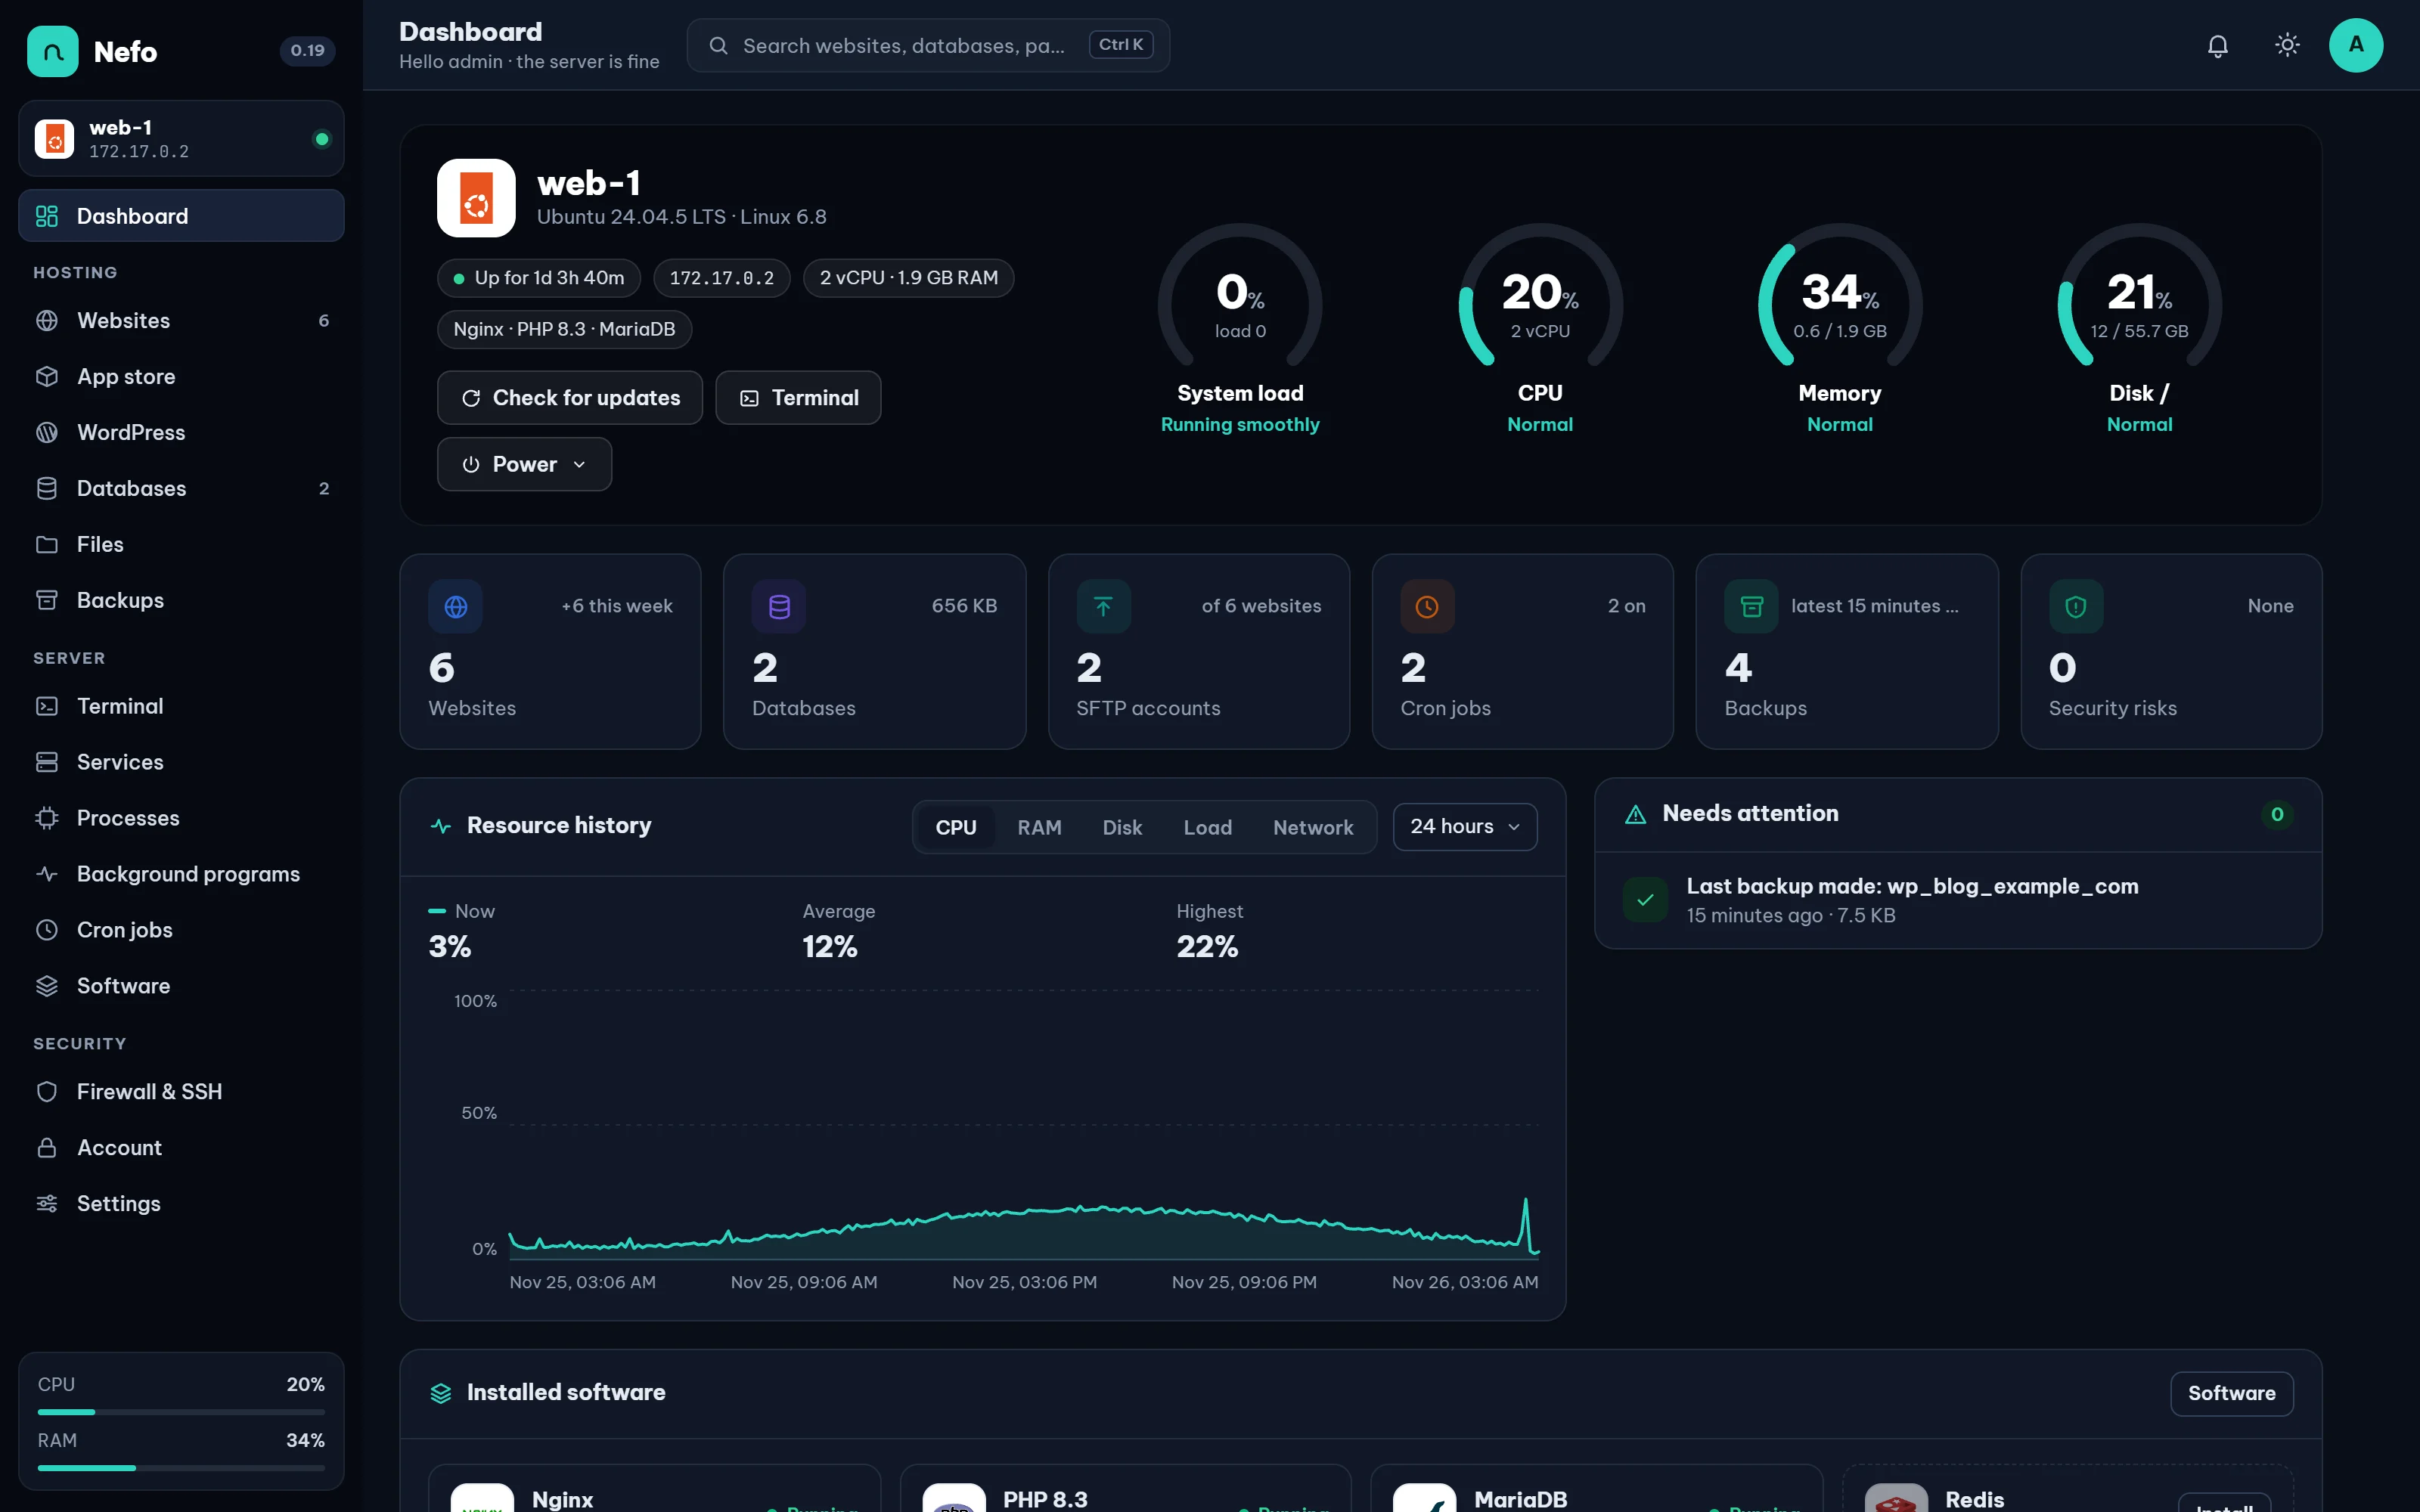 Nefo
0.19
web-1
172.17.0.2
Dashboard
HOSTING
Websites 6
App store
WordPress
Databases 2
Files
Backups
SERVER
Terminal
Services
Processes
Background programs
Cron jobs
Software
SECURITY
Firewall & SSH
Account
Settings
CPU 20%
RAM 34%
Dashboard
Hello admin · the server is fine
Search websites, databases, pa...
Ctrl K
A
web-1
Ubuntu 24.04.5 LTS · Linux 6.8
Up for 1d 3h 40m
172.17.0.2
2 vCPU · 1.9 GB RAM
Nginx · PHP 8.3 · MariaDB
Check for updates
Terminal
Power
0%
load 0
System load
Running smoothly
20%
2 vCPU
CPU
Normal
34%
0.6 / 1.9 GB
Memory
Normal
21%
12 / 55.7 GB
Disk /
Normal
+6 this week
6
Websites
656 KB
2
Databases
of 6 websites
2
SFTP accounts
2 on
2
Cron jobs
latest 15 minutes ...
4
Backups
None
0
Security risks
Resource history
CPU RAM Disk Load Network
24 hours
Now
3%
Average
12%
Highest
22%
100%
50%
0%
Nov 25, 03:06 AM
Nov 25, 09:06 AM
Nov 25, 03:06 PM
Nov 25, 09:06 PM
Nov 26, 03:06 AM
Needs attention
0
Last backup made: wp_blog_example_com
15 minutes ago · 7.5 KB
Installed software
Software
Nginx
Running
PHP 8.3
Running
MariaDB
Running
Redis
Install